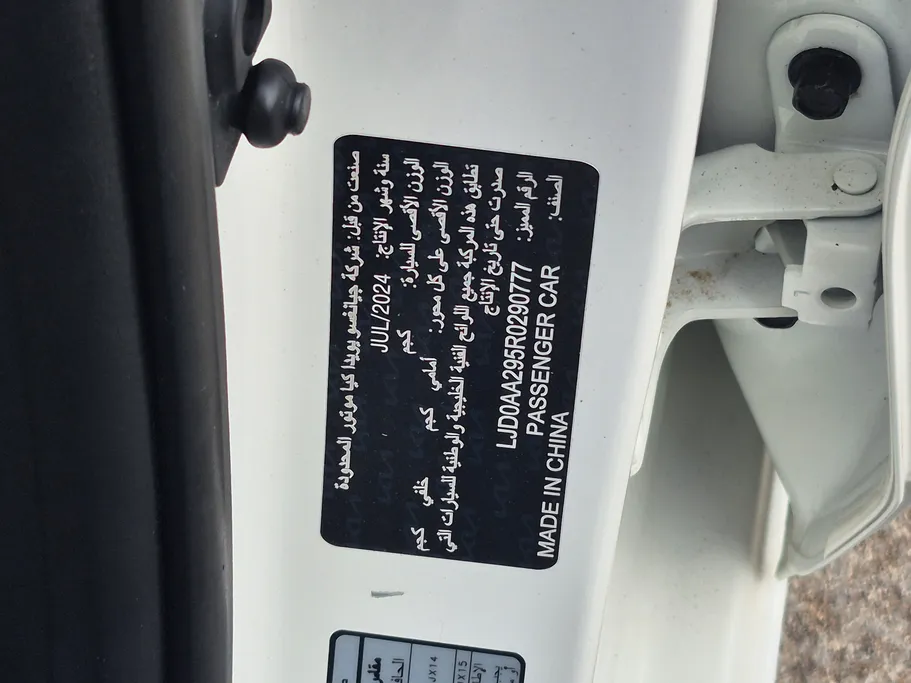 صنعت من قبل: شركة جيانغسو يويدا كيا موتور المحدودة
سنة وشهر الإنتاج: JUL/2024
الوزن الأقصى للسيارة: كجم
الوزن الأقصى على كل محور: أمامي كجم خلفي كجم
تطابق هذه المركبة جميع اللوائح الفنية الخليجية والوطنية للسيارات التي
صدرت حتى تاريخ الإنتاج
الرقم المميز: LJD0AA295R0290777
الصنف: PASSENGER CAR
MADE IN CHINA